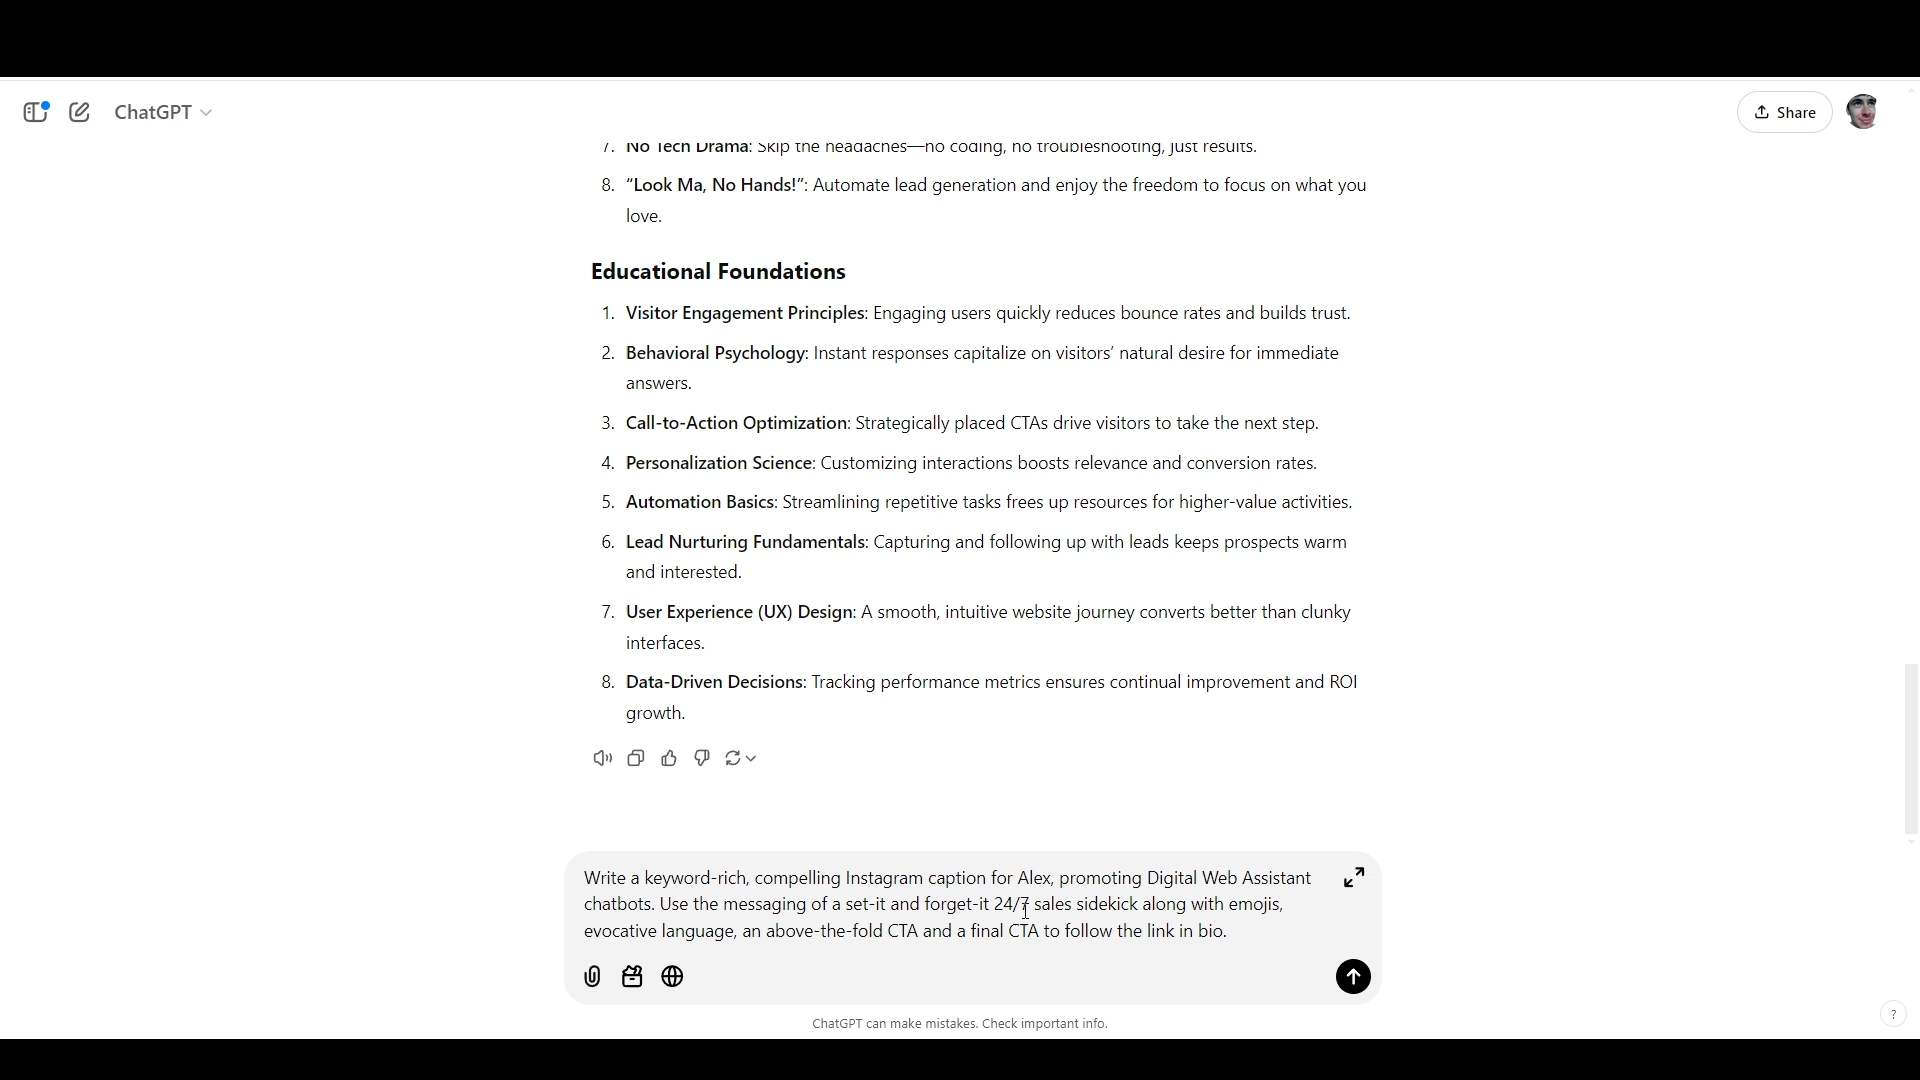 ChatGPT
Share
7. No Tech Drama: Skip the headaches—no coding, no troubleshooting, just results.
8. “Look Ma, No Hands!”: Automate lead generation and enjoy the freedom to focus on what you
love.
Educational Foundations
1. Visitor Engagement Principles: Engaging users quickly reduces bounce rates and builds trust.
2. Behavioral Psychology: Instant responses capitalize on visitors’ natural desire for immediate
answers.
3. Call-to-Action Optimization: Strategically placed CTAs drive visitors to take the next step.
4. Personalization Science: Customizing interactions boosts relevance and conversion rates.
5. Automation Basics: Streamlining repetitive tasks frees up resources for higher-value activities.
6. Lead Nurturing Fundamentals: Capturing and following up with leads keeps prospects warm
and interested.
7. User Experience (UX) Design: A smooth, intuitive website journey converts better than clunky
interfaces.
8. Data-Driven Decisions: Tracking performance metrics ensures continual improvement and ROI
growth.
Write a keyword-rich, compelling Instagram caption for Alex, promoting Digital Web Assistant
chatbots. Use the messaging of a set-it and forget-it 24/7 sales sidekick along with emojis,
evocative language, an above-the-fold CTA and a final CTA to follow the link in bio.
ChatGPT can make mistakes. Check important info.
?